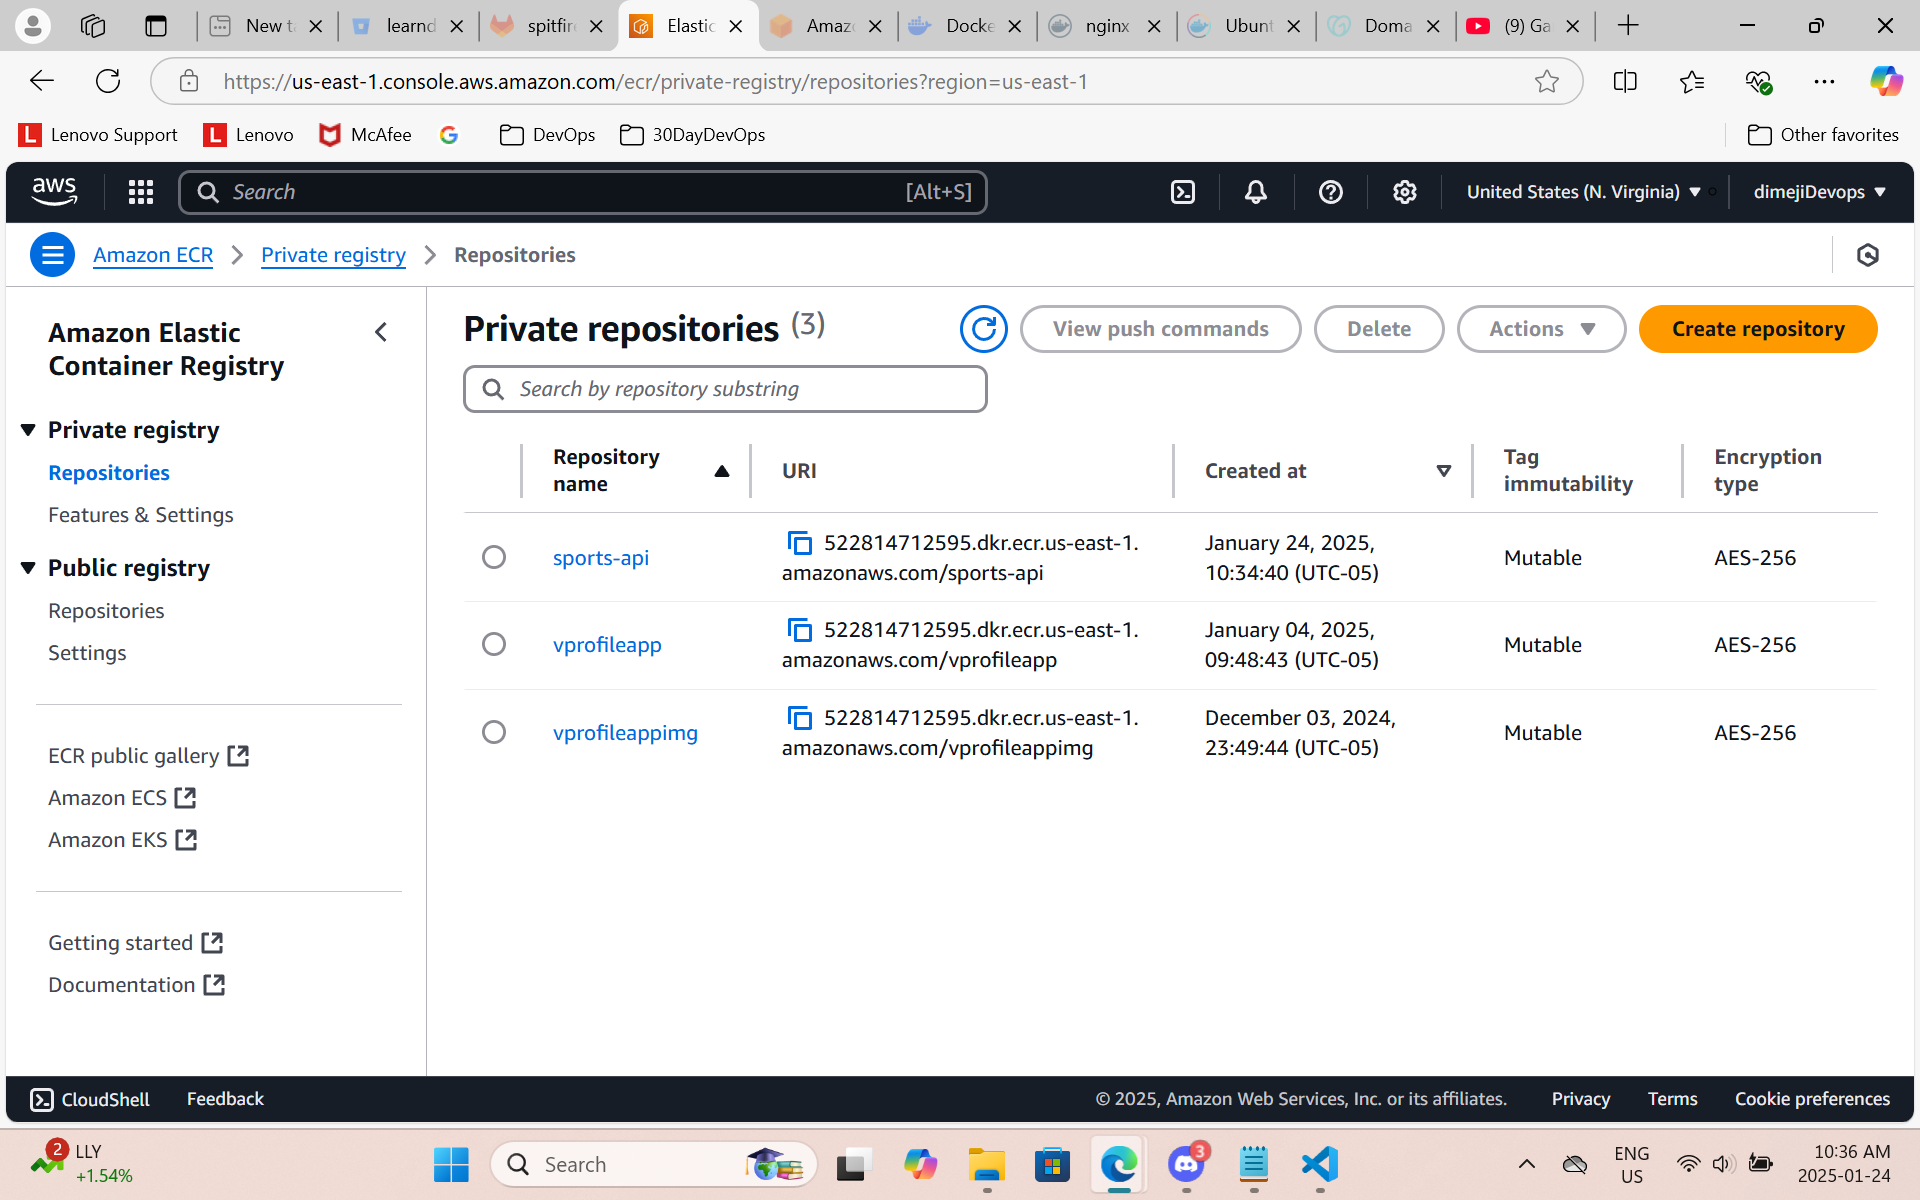 New t
learnd
spitfire
Elastic
Amaz
Docke
nginx
Ubunt
Doma
(9) Ga
https://us-east-1.console.aws.amazon.com/ecr/private-registry/repositories?region=us-east-1
Lenovo Support
Lenovo
McAfee
DevOps
30DayDevOps
Other favorites
aws
Search
[Alt+S]
United States (N. Virginia)
dimejiDevops
Amazon ECR
Private registry
Repositories
Amazon Elastic
Container Registry
Private registry
Repositories
Features & Settings
Public registry
Repositories
Settings
ECR public gallery
Amazon ECS
Amazon EKS
Getting started
Documentation
Private repositories (3)
View push commands
Delete
Actions
Create repository
Search by repository substring
Repository
name
URI
Created at
Tag
immutability
Encryption
type
sports-api
522814712595.dkr.ecr.us-east-1.
amazonaws.com/sports-api
January 24, 2025,
10:34:40 (UTC-05)
Mutable
AES-256
vprofileapp
522814712595.dkr.ecr.us-east-1.
amazonaws.com/vprofileapp
January 04, 2025,
09:48:43 (UTC-05)
Mutable
AES-256
vprofileappimg
522814712595.dkr.ecr.us-east-1.
amazonaws.com/vprofileappimg
December 03, 2024,
23:49:44 (UTC-05)
Mutable
AES-256
CloudShell
Feedback
© 2025, Amazon Web Services, Inc. or its affiliates.
Privacy
Terms
Cookie preferences
2
LLY
+1.54%
Search
3
ENG
US
10:36 AM
2025-01-24